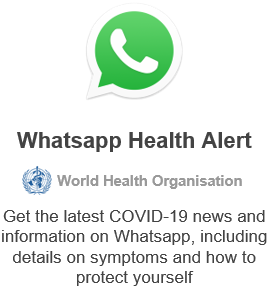 Whatsapp Health Alert
World Health Organisation
Get the latest COVID-19 news and
information on Whatsapp, including
details on symptoms and how to
protect yourself